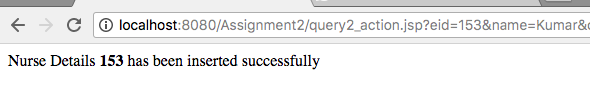 localhost:8080/Assignment2/query2_action.jsp?eid=153&name=Kumar&
Nurse Details 153 has been inserted successfully